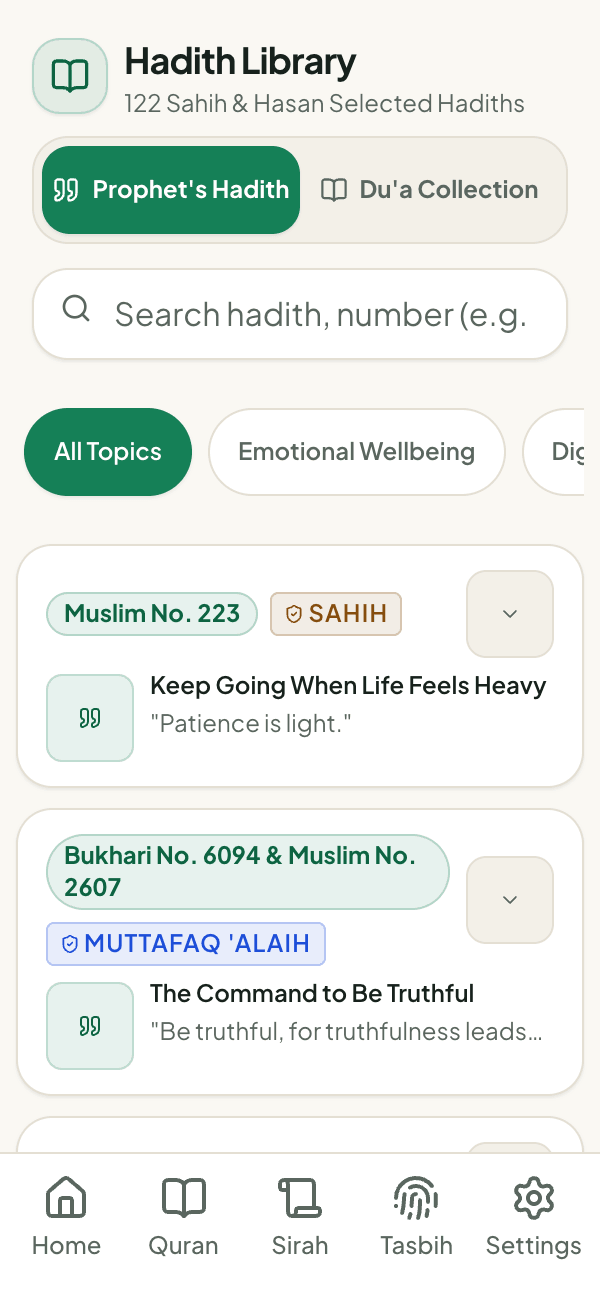 Hadith Library
122 Sahih & Hasan Selected Hadiths
Prophet's Hadith
Du'a Collection
Search hadith, number (e.g.
All Topics
Emotional Wellbeing
Dig
Muslim No. 223
SAHIH
Keep Going When Life Feels Heavy
"Patience is light."
Bukhari No. 6094 & Muslim No.
2607
MUTTAFAQ 'ALAIH
The Command to Be Truthful
"Be truthful, for truthfulness leads...
Home
Quran
Sirah
Tasbih
Settings